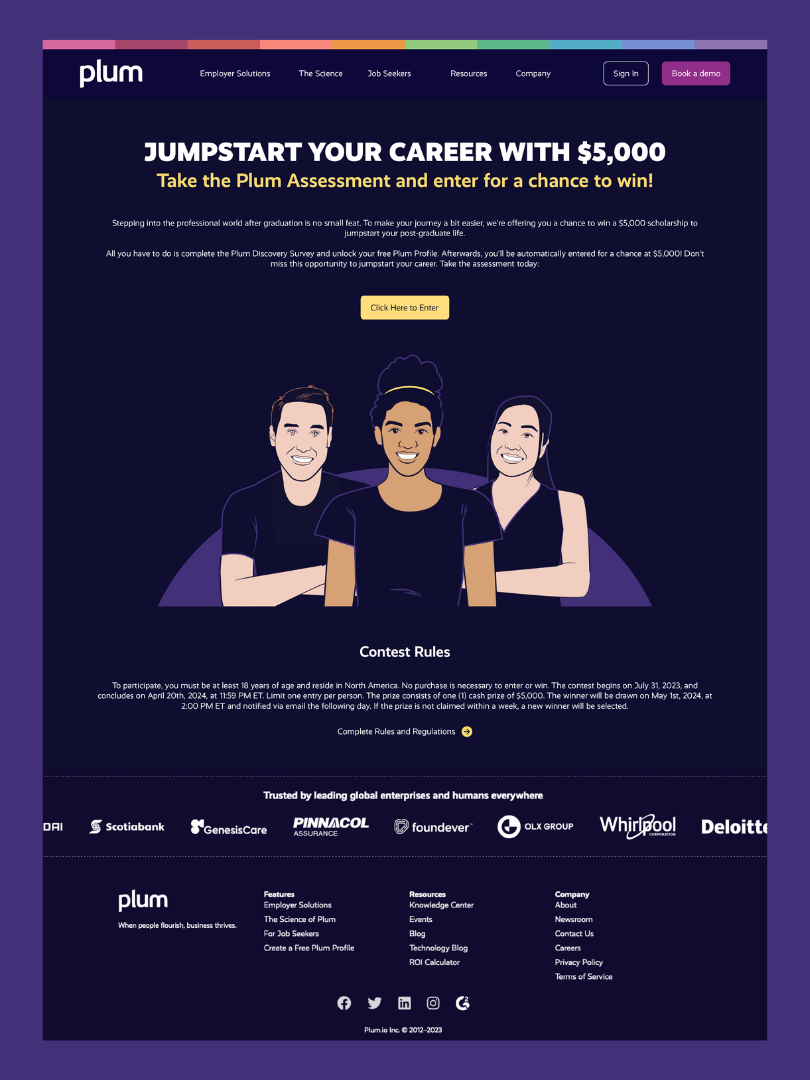 plum
Employer Solutions
The Science
Job Seekers
Resources
Company
Sign In
Book a demo
JUMPSTART YOUR CAREER WITH $5,000
Take the Plum Assessment and enter for a chance to win!
Stepping into the professional world after graduation is no small feat. To make your journey a bit easier, we're offering you a chance to win a $5,000 scholarship to
jumpstart your post-graduate life.
All you have to do is complete the Plum Discovery Survey and unlock your free Plum Profile. Afterwards, you'll be automatically entered for a chance at $5,000! Don't
miss this opportunity to jumpstart your career. Take the assessment today:
Click Here to Enter
Contest Rules
To participate, you must be at least 18 years of age and reside in North America. No purchase is necessary to enter or win. The contest begins on July 31, 2023, and
concludes on April 20th, 2024, at 11:59 PM ET. Limit one entry per person. The prize consists of one (1) cash prize of $5,000. The winner will be drawn on May 1st, 2024, at
2:00 PM ET and notified via email the following day. If the prize is not claimed within a week, a new winner will be selected.
Complete Rules and Regulations
Trusted by leading global enterprises and humans everywhere
DAI
Scotiabank
GenesisCare
PINNACOL
ASSURANCE
foundever
OLX GROUP
Whirlpool
CORPORATION
Deloitte
plum
When people flourish, business thrives.
Features
Employer Solutions
The Science of Plum
For Job Seekers
Create a Free Plum Profile
Resources
Knowledge Center
Events
Blog
Technology Blog
ROI Calculator
Company
About
Newsroom
Contact Us
Careers
Privacy Policy
Terms of Service
Plum.io Inc. © 2012-2023